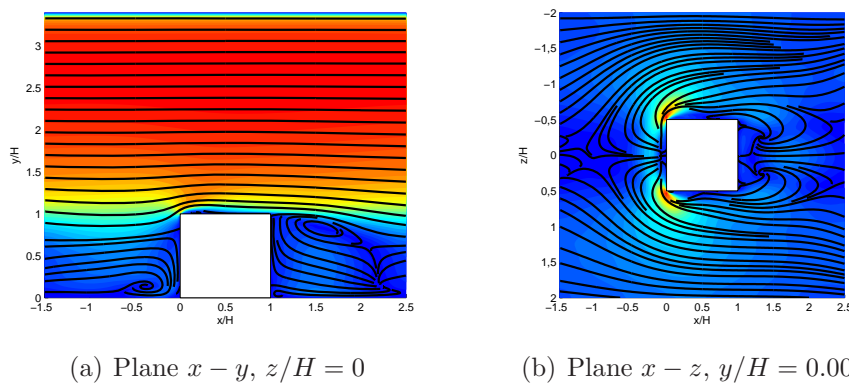 3
2.5
2
1.5
1
0.5
0
y/H
−1.5 −1 −0.5 0 0.5 1 1.5 2 2.5
x/H
(a) Plane x − y, z/H = 0
−2
−1,5
−1
−0,5
0
0,5
1
1,5
2
z/H
−1.5 −1 −0.5 0 0.5 1 1.5 2 2.5
x/H
(b) Plane x − z, y/H = 0.00